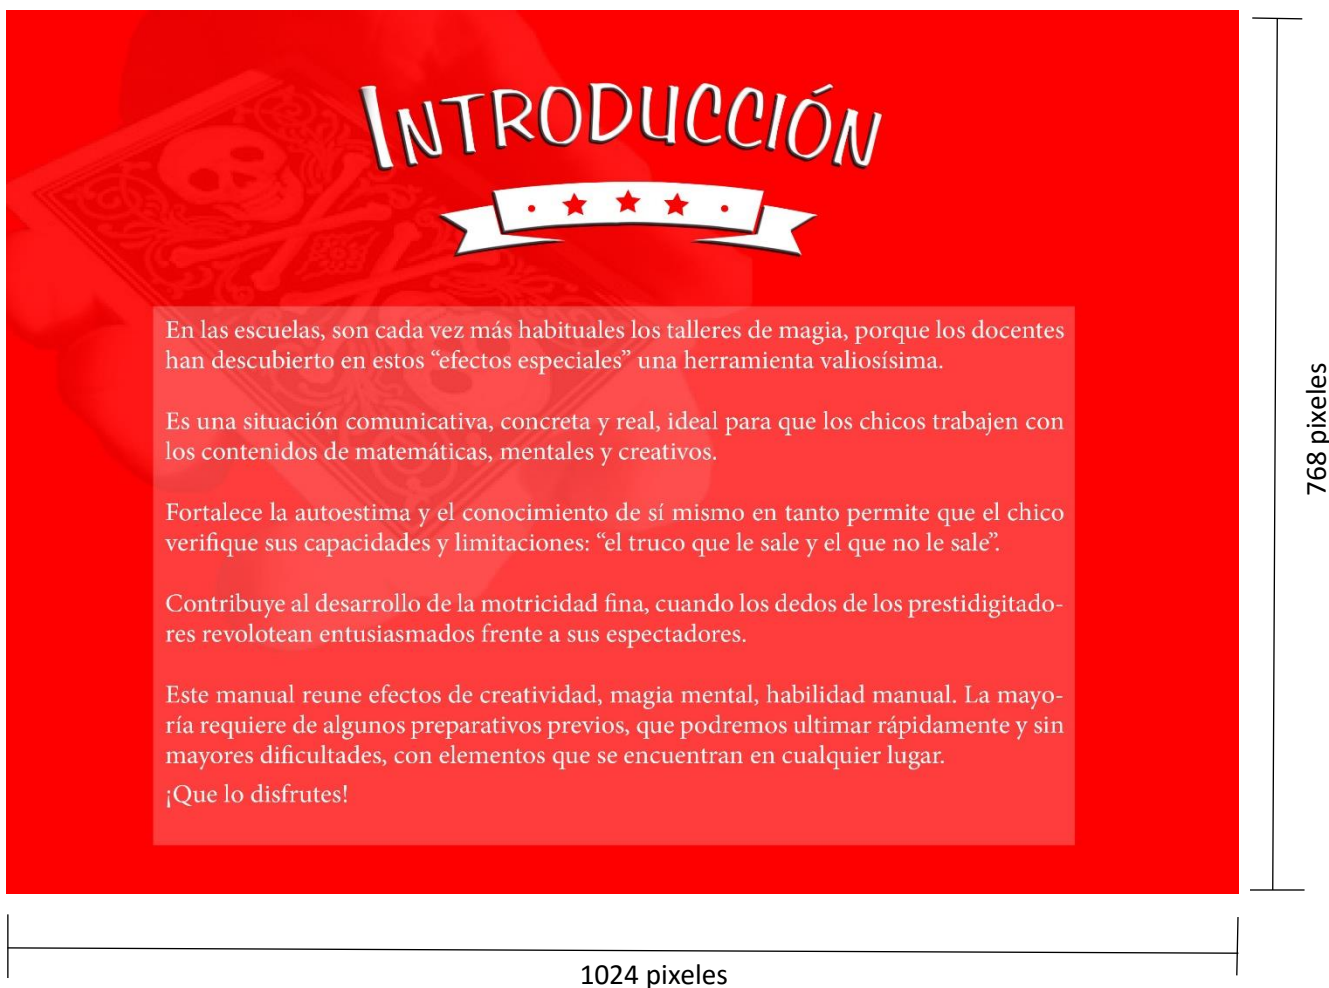 INTRODUCCIÓN
En las escuelas, son cada vez más habituales los talleres de magia, porque los docentes
han descubierto en estos “efectos especiales” una herramienta valiosísima.
Es una situación comunicativa, concreta y real, ideal para que los chicos trabajen con
los contenidos de matemáticas, mentales y creativos.
Fortalece la autoestima y el conocimiento de sí mismo en tanto permite que el chico
verifique sus capacidades y limitaciones: “el truco que le sale y el que no le sale”.
Contribuye al desarrollo de la motricidad fina, cuando los dedos de los prestidigitado-
res revolotean entusiasmados frente a sus espectadores.
Este manual reune efectos de creatividad, magia mental, habilidad manual. La mayo-
ría requiere de algunos preparativos previos, que podremos ultimar rápidamente y sin
mayores dificultades, con elementos que se encuentran en cualquier lugar.
¡Que lo disfrutes!
768 pixeles
1024 pixeles